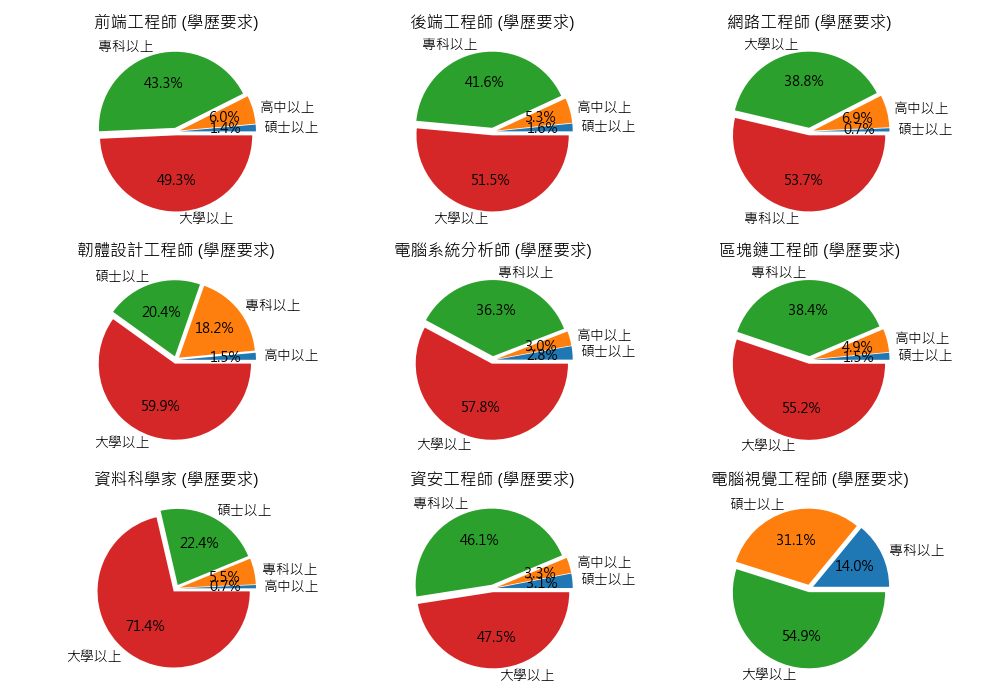 前端工程師 (學歷要求)
專科以上
43.3%
6.0%
高中以上
1.4%
碩士以上
49.3%
大學以上
後端工程師 (學歷要求)
專科以上
41.6%
5.3%
高中以上
1.6%
碩士以上
51.5%
大學以上
網路工程師 (學歷要求)
大學以上
38.8%
6.9%
高中以上
0.7%
碩士以上
53.7%
專科以上
韌體設計工程師 (學歷要求)
碩士以上
20.4%
專科以上
18.2%
1.5%
高中以上
59.9%
大學以上
電腦系統分析師 (學歷要求)
專科以上
36.3%
3.0%
高中以上
2.8%
碩士以上
57.8%
大學以上
區塊鏈工程師 (學歷要求)
專科以上
38.4%
4.9%
高中以上
1.5%
碩士以上
55.2%
大學以上
資料科學家 (學歷要求)
碩士以上
22.4%
5.5%
專科以上
0.7%
高中以上
71.4%
大學以上
資安工程師 (學歷要求)
專科以上
46.1%
3.3%
高中以上
3.1%
碩士以上
47.5%
大學以上
電腦視覺工程師 (學歷要求)
碩士以上
31.1%
專科以上
14.0%
54.9%
大學以上